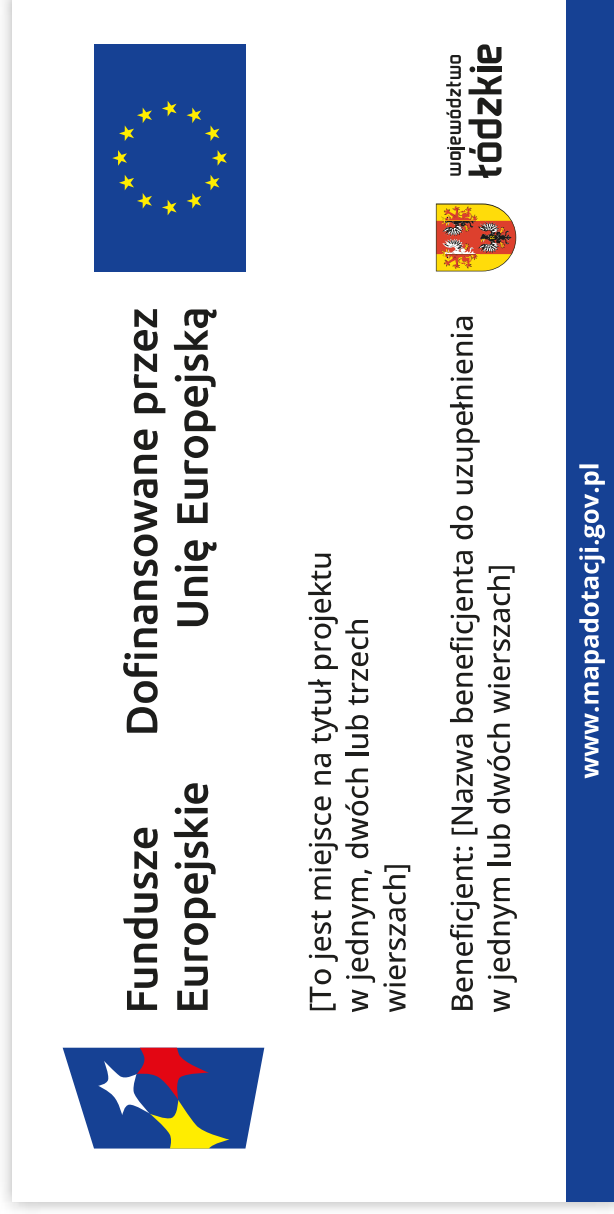 Fundusze
Europejskie
Dofinansowane przez
Unię Europejską
[To jest miejsce na tytuł projektu
w jednym, dwóch lub trzech
wierszach]
Beneficjent: [Nazwa beneficjenta do uzupełnienia
w jednym lub dwóch wierszach]
województwo
łódzkie
www.mapadotacji.gov.pl